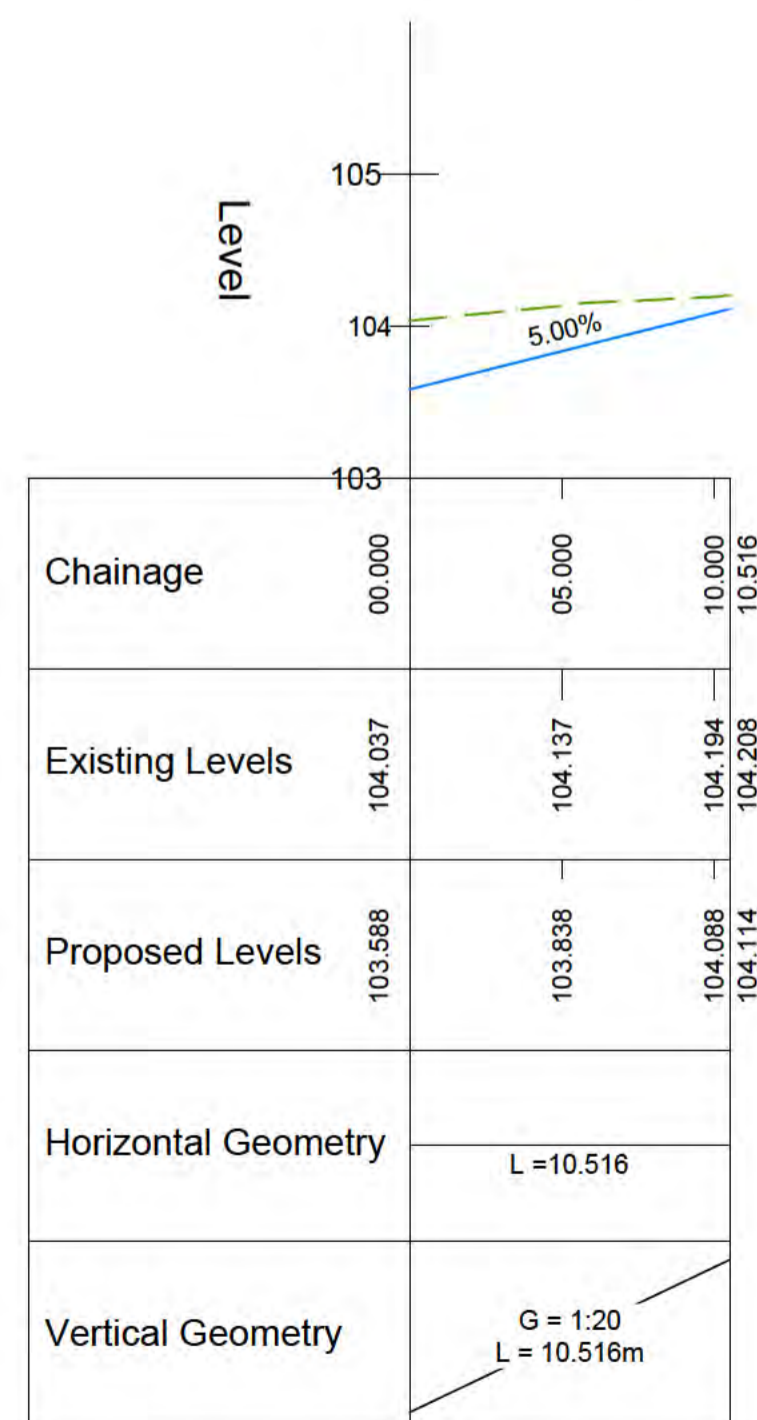 Level
105
104
5.00%
103
Chainage
00.000
05.000
10.000
10.516
Existing Levels
104.037
104.137
104.194
104.208
Proposed Levels
103.588
103.838
104.088
104.114
Horizontal Geometry
L =10.516
Vertical Geometry
G = 1:20
L = 10.516m